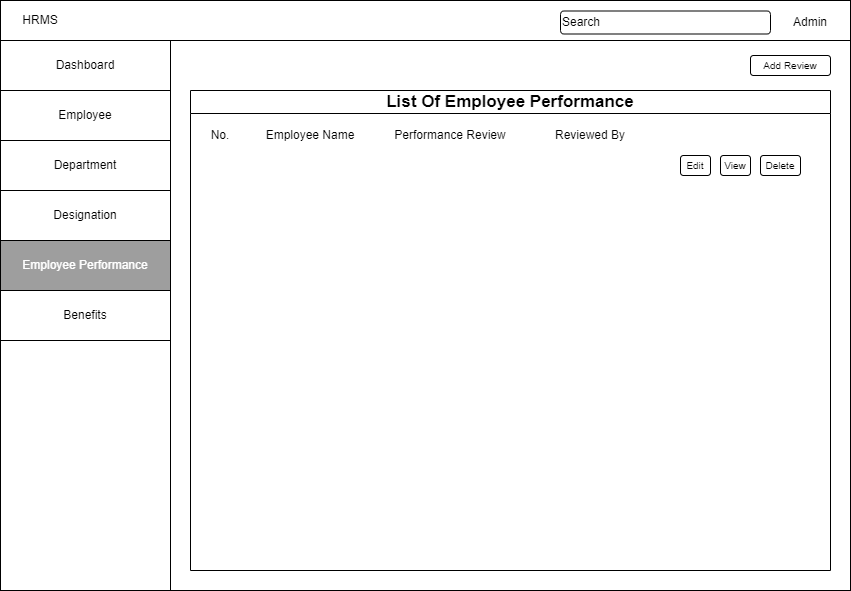 HRMS
Search
Admin
Dashboard
Employee
Department
Designation
Employee Performance
Benefits
Add Review
List Of Employee Performance
No. Employee Name Performance Review Reviewed By
Edit View Delete